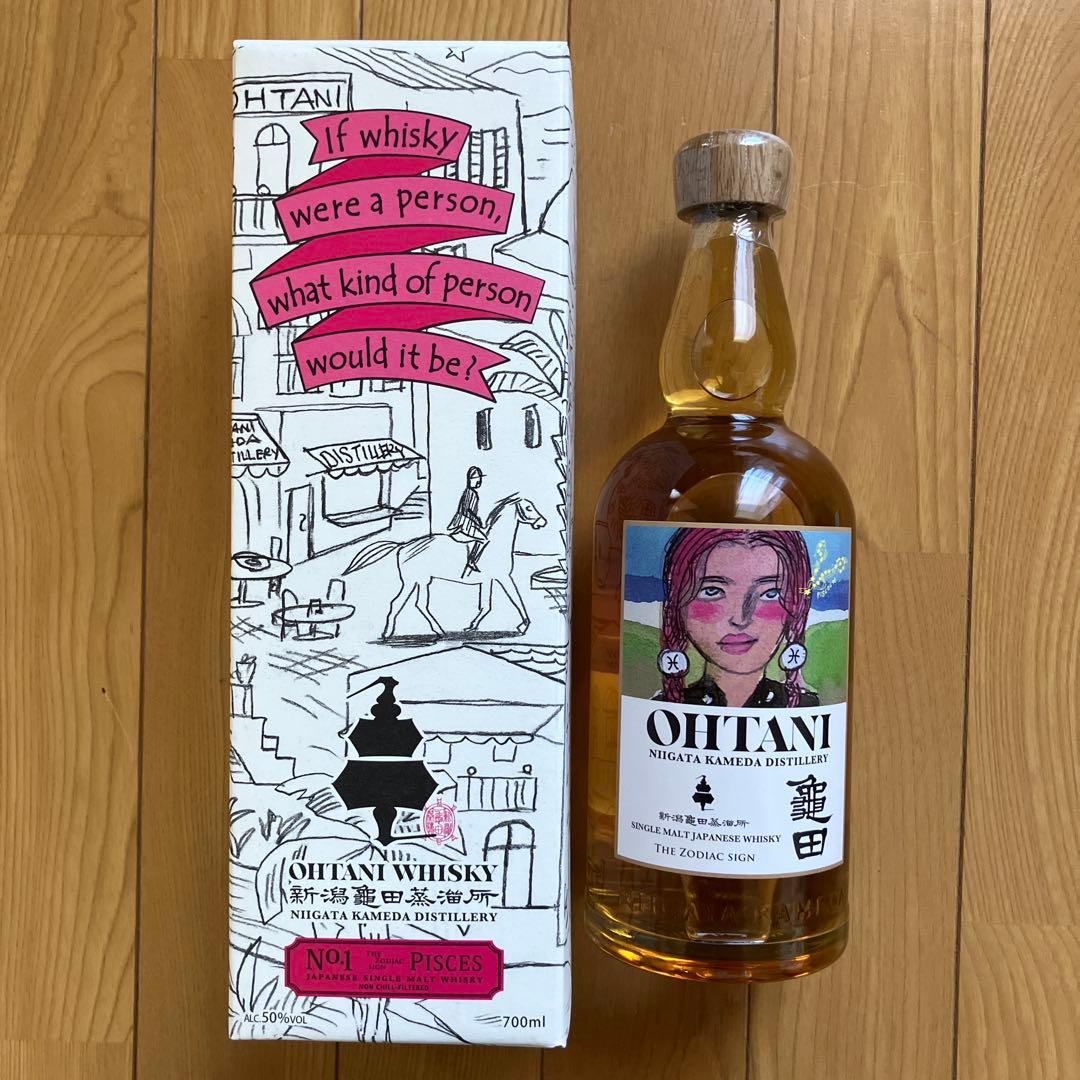 OHTANI
If whisky
were a person,
what kind of person
would it be?
DISTILLERY
OHTANI WHISKY
新潟龜田蒸溜所
NIIGATA KAMEDA DISTILLERY
No.1 THE ZODIAC SIGN PISCES
JAPANESE SINGLE MALT WHISKY
NON CHILL-FILTERED
ALC.50%VOL
700ml
OHTANI
NIIGATA KAMEDA DISTILLERY
新潟龜田蒸溜所
龜田
SINGLE MALT JAPANESE WHISKY
THE ZODIAC SIGN